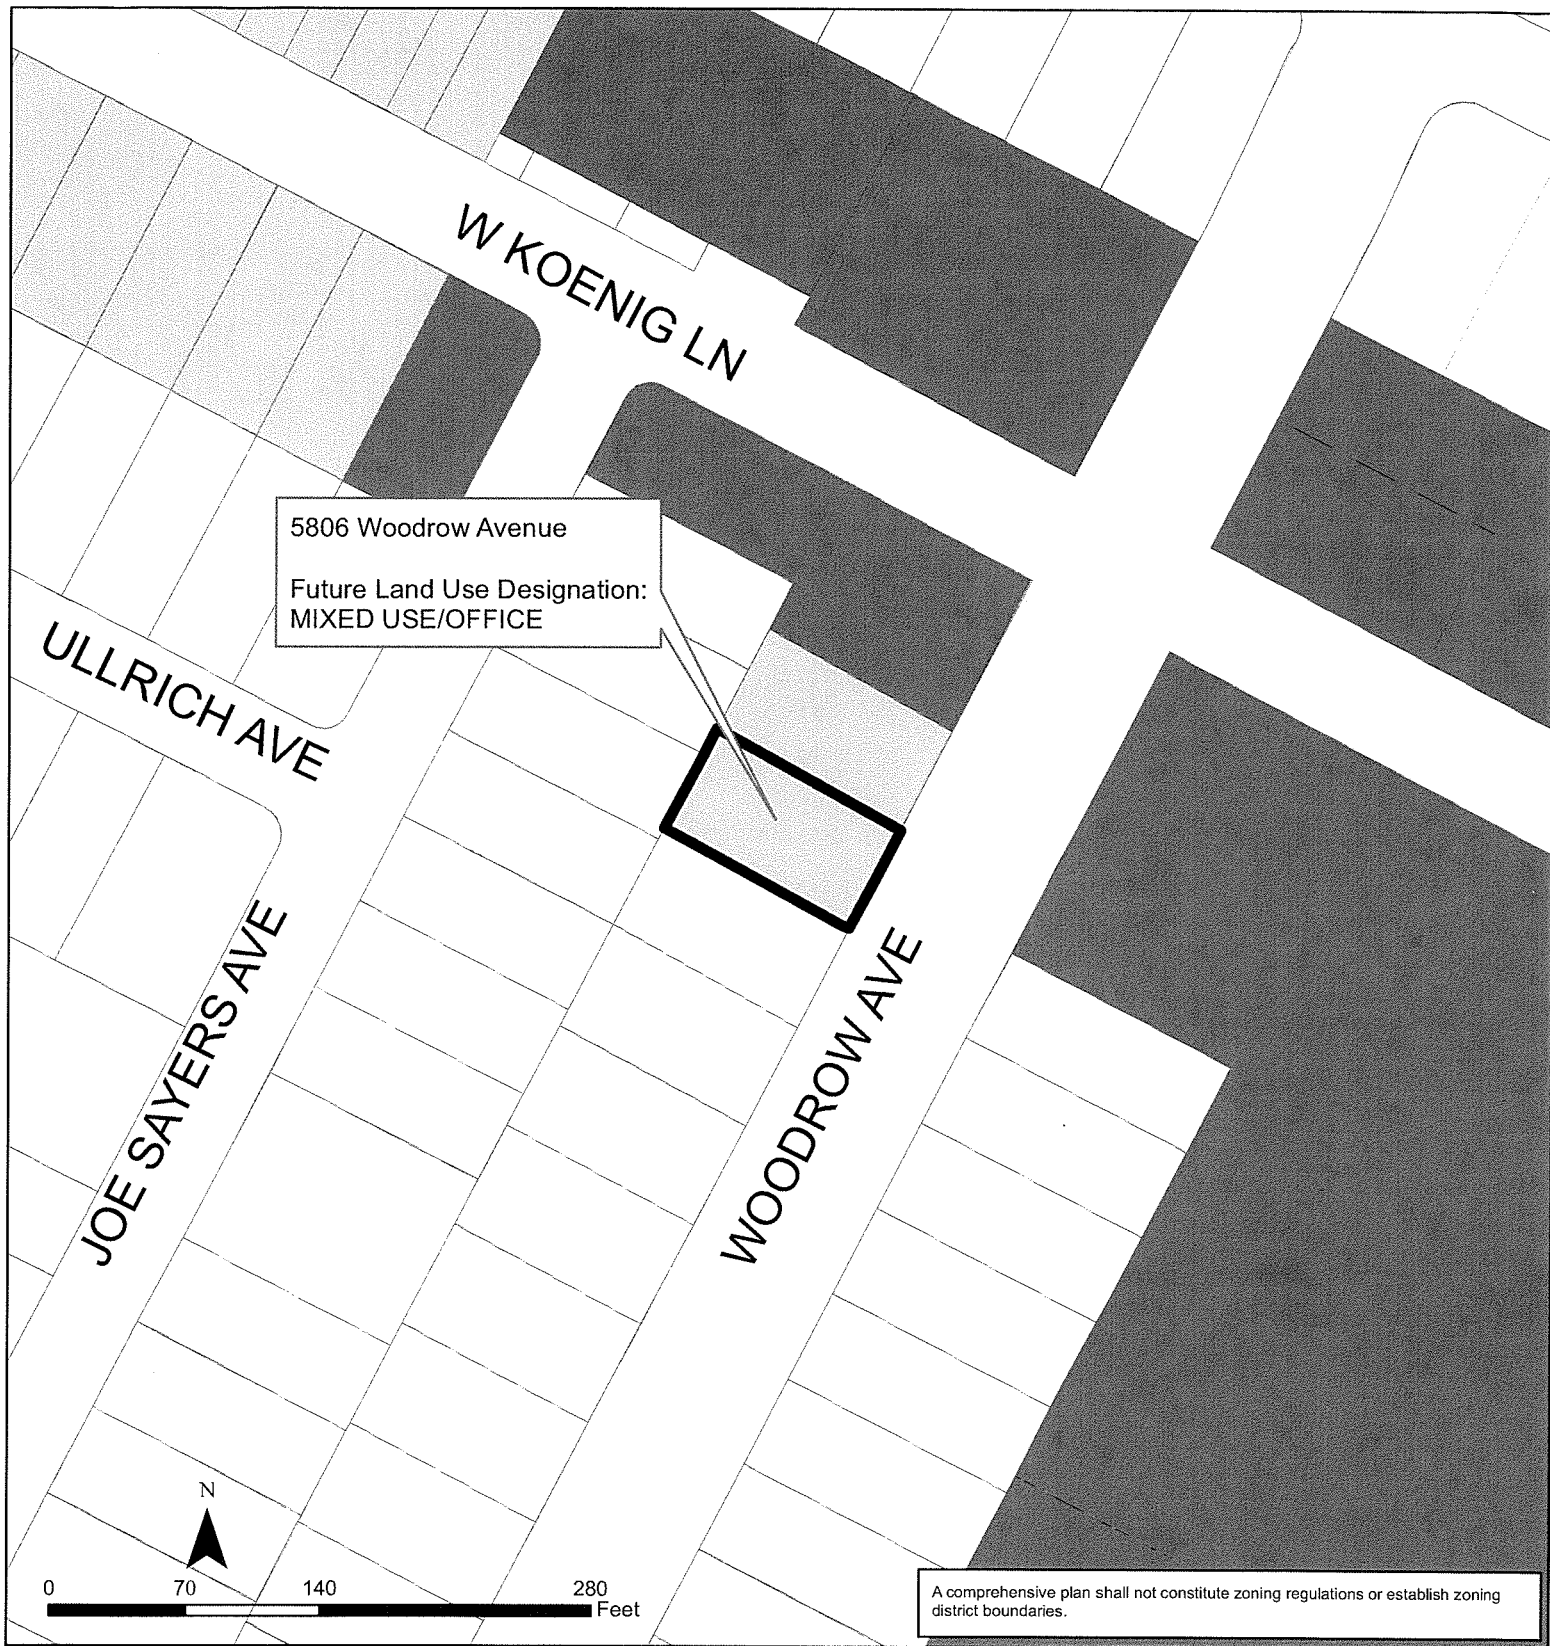 W KOENIG LN
5806 Woodrow Avenue
Future Land Use Designation:
MIXED USE/OFFICE
ULLRICH AVE
JOE SAYERS AVE
WOODROW AVE
N
0 70 140 280
Feet
A comprehensive plan shall not constitute zoning regulations or establish zoning
district boundaries.